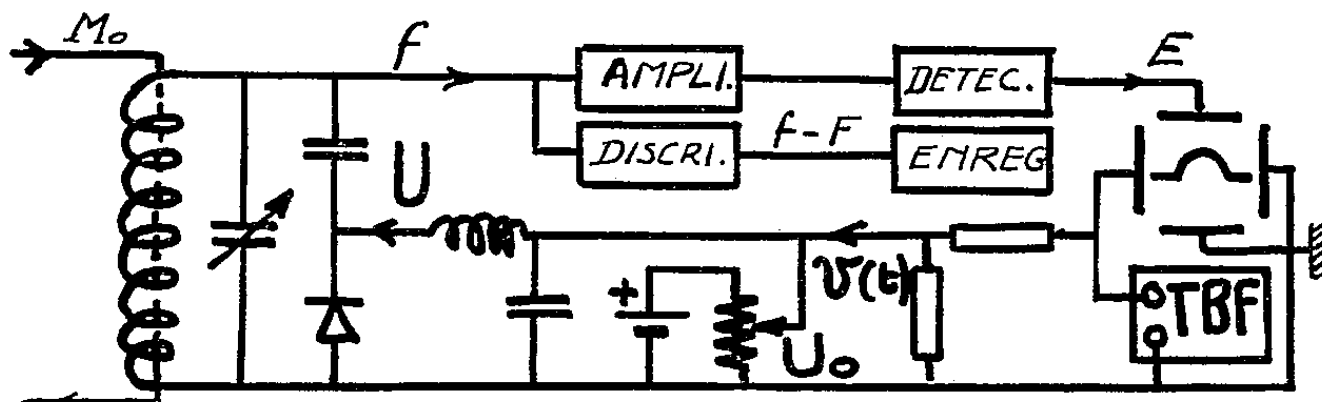 Mo
f
AMPLI.
DETEC.
E
DISCRI.
f-F
ENREG
U
+
v(t)
TBF
Uo